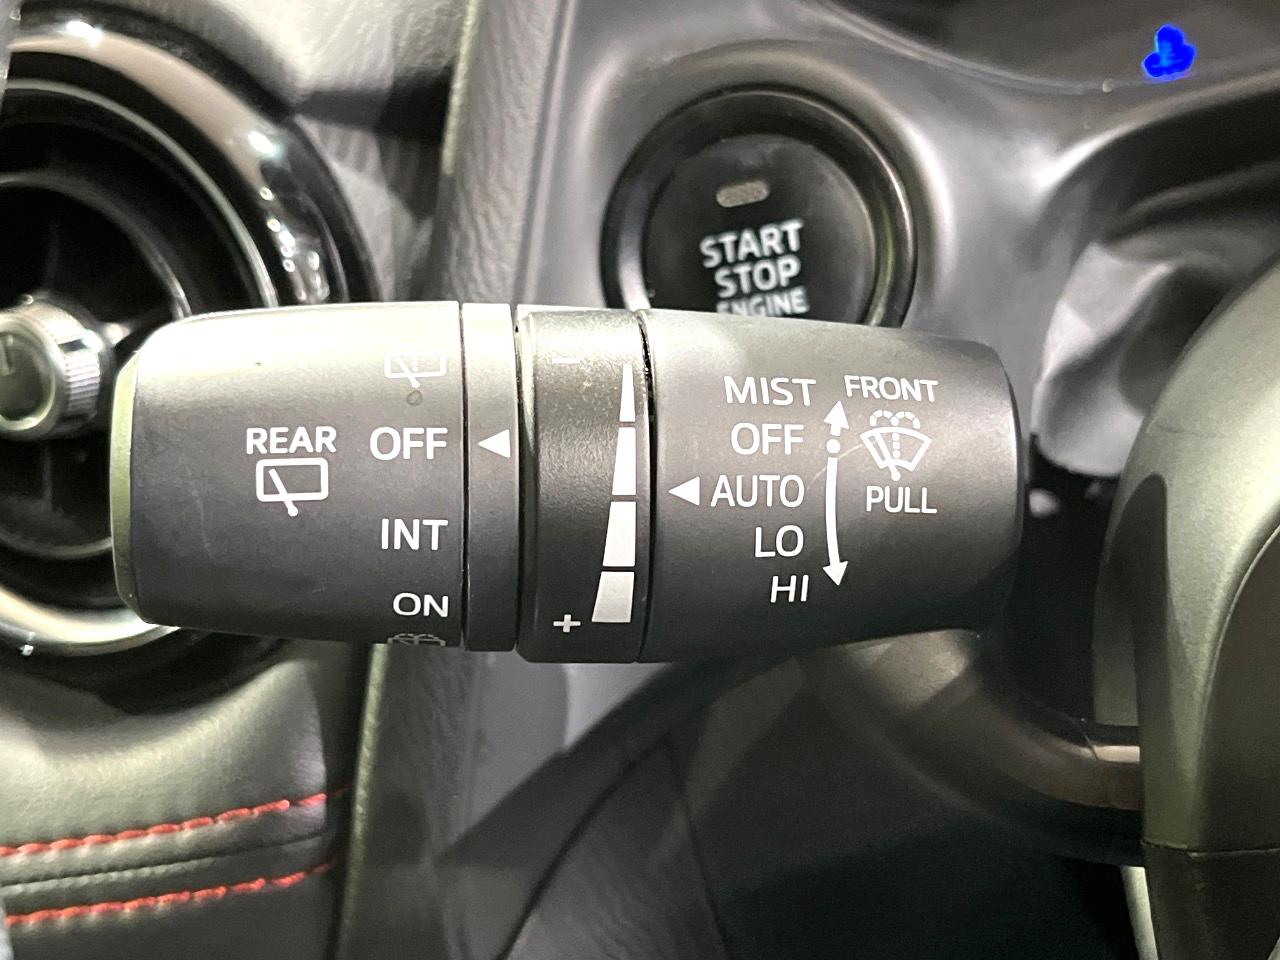 START
STOP
ENGINE
REAR
OFF
INT
ON
−
+
MIST
OFF
AUTO
LO
HI
FRONT
PULL